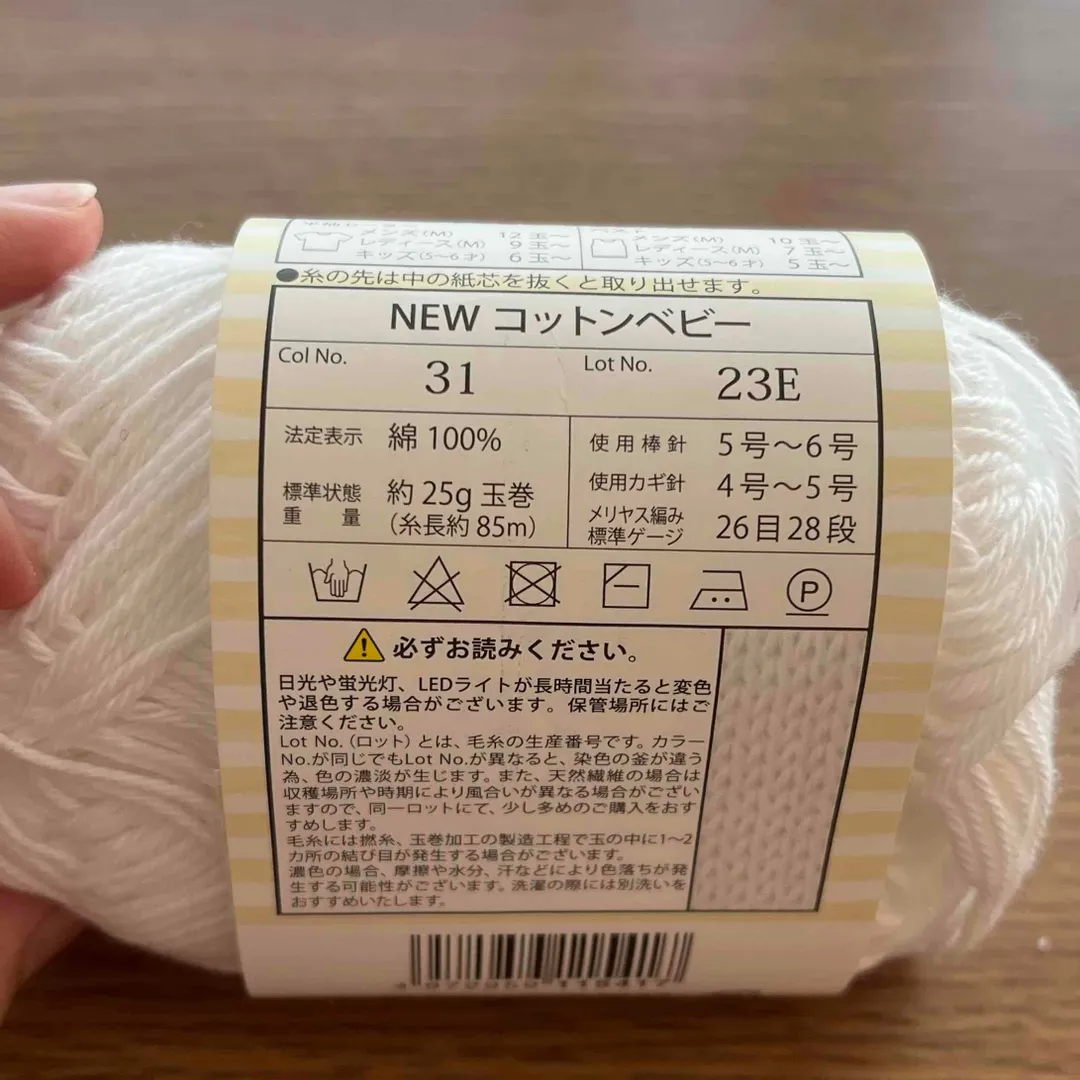 メンズ(M) 12玉〜
レディース(M) 9玉〜
キッズ(5〜6才) 6玉〜
メンズ(M) 10玉〜
レディース(M) 7玉〜
キッズ(5〜6才) 5玉〜
●糸の先は中の紙芯を抜くと取り出せます。
NEW コットンベビー
Col No. 31
Lot No. 23E
法定表示 綿 100%
標準状態重量 約 25g 玉巻
(糸長約 85m)
使用棒針 5号〜6号
使用カギ針 4号〜5号
メリヤス編み標準ゲージ 26目28段
P
必ずお読みください。
日光や蛍光灯、LEDライトが長時間当たると変色
や退色する場合がございます。保管場所にはご
注意ください。
Lot No.(ロット)とは、毛糸の生産番号です。カラー
No.が同じでもLot No.が異なると、染色の釜が違う
為、色の濃淡が生じます。また、天然繊維の場合は
収穫場所や時期により風合いが異なる場合がござい
ますので、同一ロットにて、少し多めのご購入をおす
すめします。
毛糸には撚糸、玉巻加工の製造工程で玉の中に1〜2
カ所の結び目が発生する場合がございます。
濃色の場合、摩擦や水分、汗などにより色落ちが発
生する可能性がございます。洗濯の際には別洗いを
おすすめいたします。